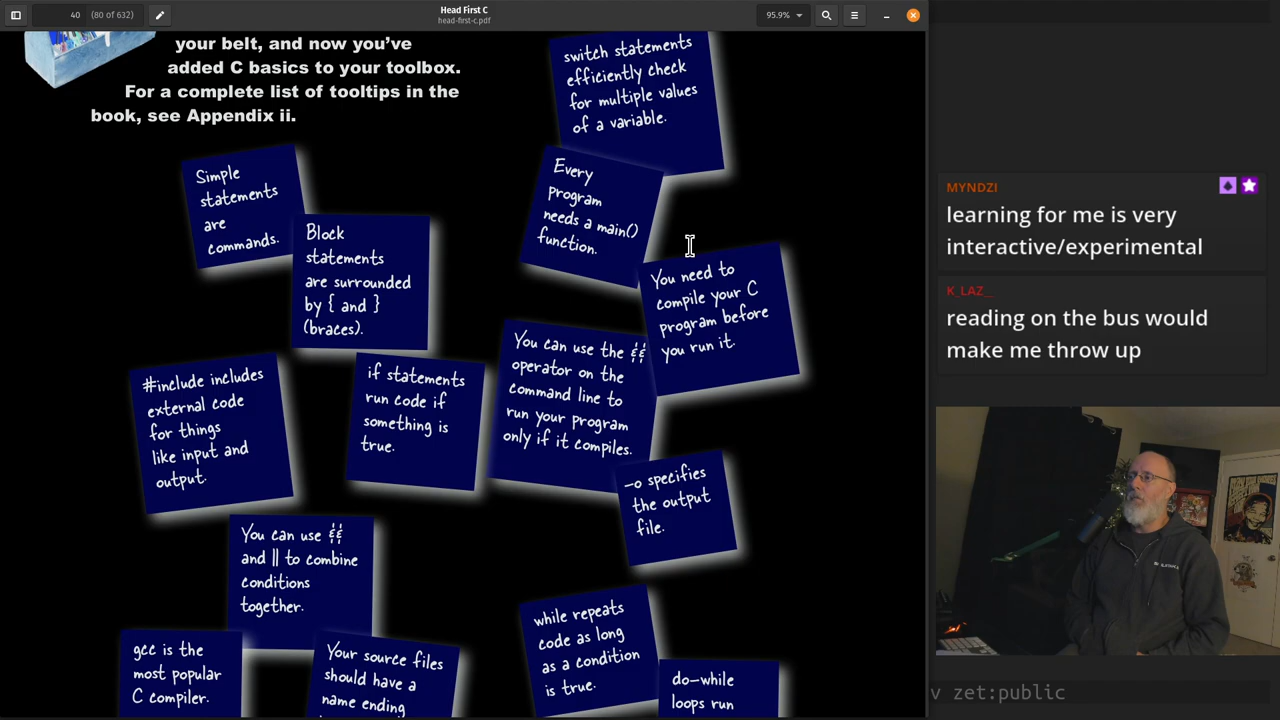 Head First C
head-first-c.pdf
40
(80 of 632)
95.9%
your belt, and now you've
added C basics to your toolbox.
For a complete list of tooltips in the
book, see Appendix ii.
switch statements
efficiently check
for multiple values
of a variable.
Simple
statements
are
commands.
Every
program
needs a main()
function.
Block
statements
are surrounded
by { and }
(braces).
You need to
compile your C
program before
you run it.
#include includes
external code
for things
like input and
output.
if statements
run code if
something is
true.
You can use the &&
operator on the
command line to
run your program
only if it compiles.
-o specifies
the output
file.
You can use &&
and || to combine
conditions
together.
while repeats
code as long
as a condition
is true.
gcc is the
most popular
C compiler.
Your source files
should have a
name ending
do-while
loops run
MYNDZI
learning for me is very
interactive/experimental
K_LAZ__
reading on the bus would
make me throw up
v zet:public